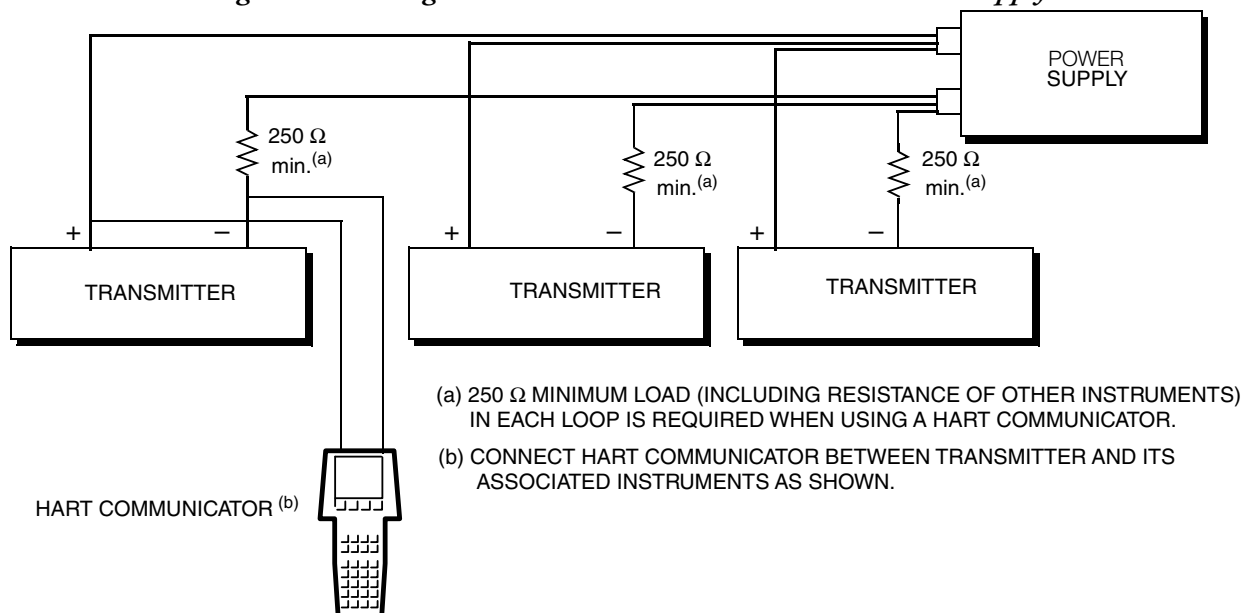 POWER
SUPPLY
250 Ω
min.(a)
250 Ω
min.(a)
250 Ω
min.(a)
+ −
+ −
+ −
TRANSMITTER
TRANSMITTER
TRANSMITTER
(a) 250 Ω MINIMUM LOAD (INCLUDING RESISTANCE OF OTHER INSTRUMENTS)
IN EACH LOOP IS REQUIRED WHEN USING A HART COMMUNICATOR.
(b) CONNECT HART COMMUNICATOR BETWEEN TRANSMITTER AND ITS
ASSOCIATED INSTRUMENTS AS SHOWN.
HART COMMUNICATOR (b)